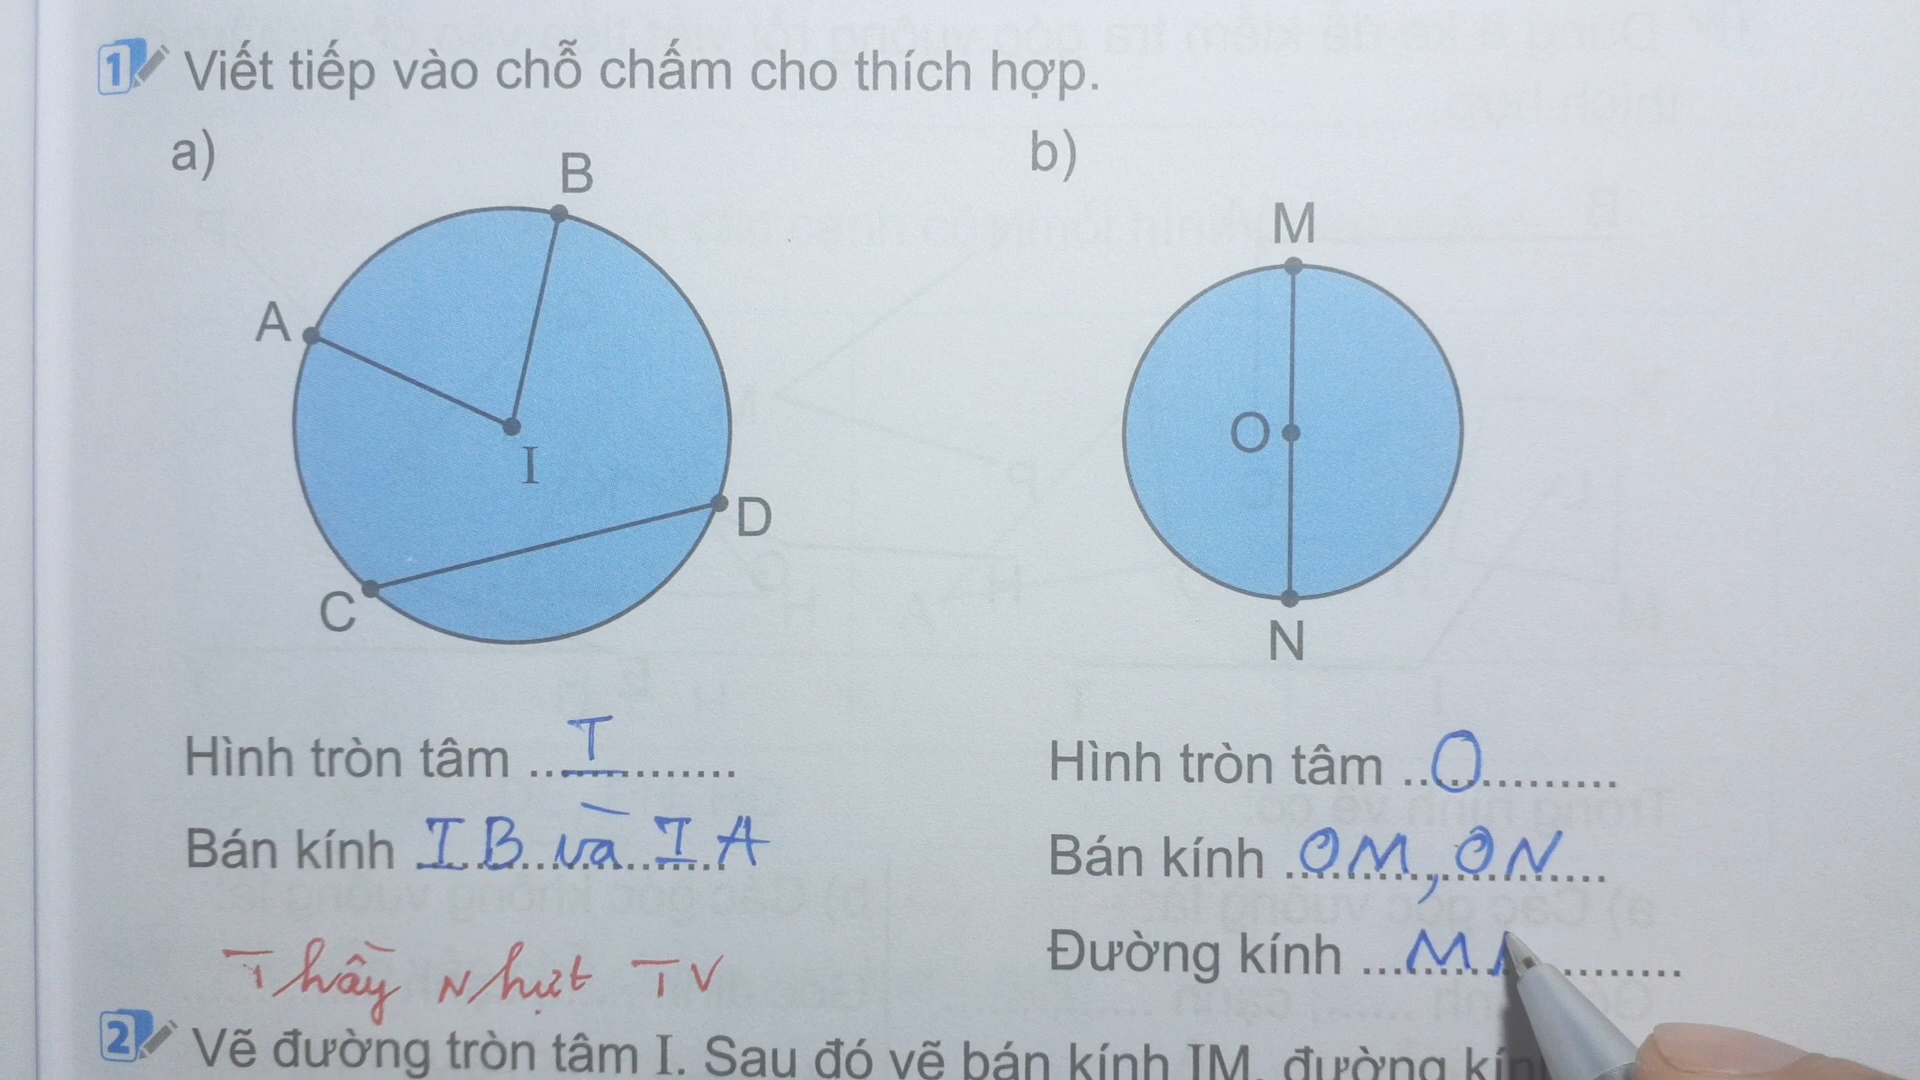 1 Viết tiếp vào chỗ chấm cho thích hợp.
a)
B
A
I
D
C
b)
M
O
N
Hình tròn tâm ...I...
Bán kính ...IB và IA...
Thầy Nhựt TV
Hình tròn tâm ...O...
Bán kính ...OM, ON...
Đường kính ...M...
2 Vẽ đường tròn tâm I. Sau đó vẽ bán kính IM, đường kín